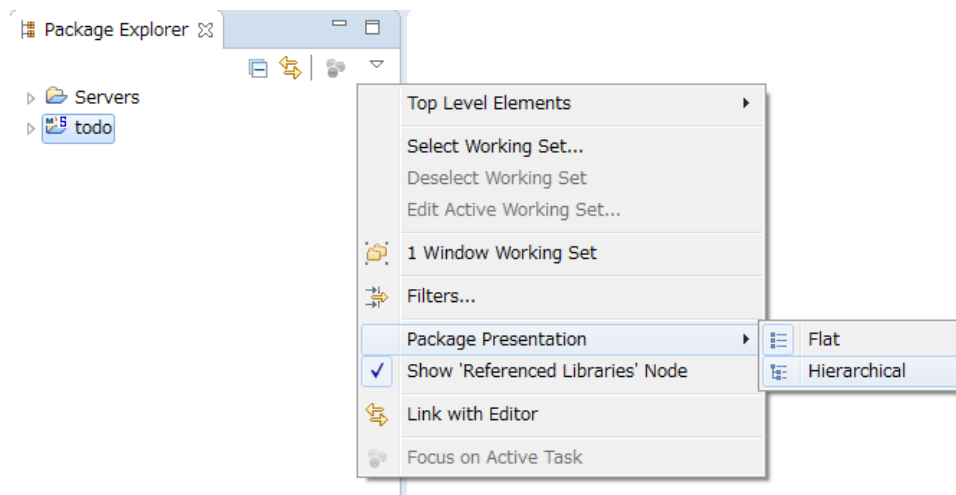 Package Explorer
Servers
todo
Top Level Elements
Select Working Set...
Deselect Working Set
Edit Active Working Set...
1 Window Working Set
Filters...
Package Presentation
Flat
Show 'Referenced Libraries' Node
Hierarchical
Link with Editor
Focus on Active Task